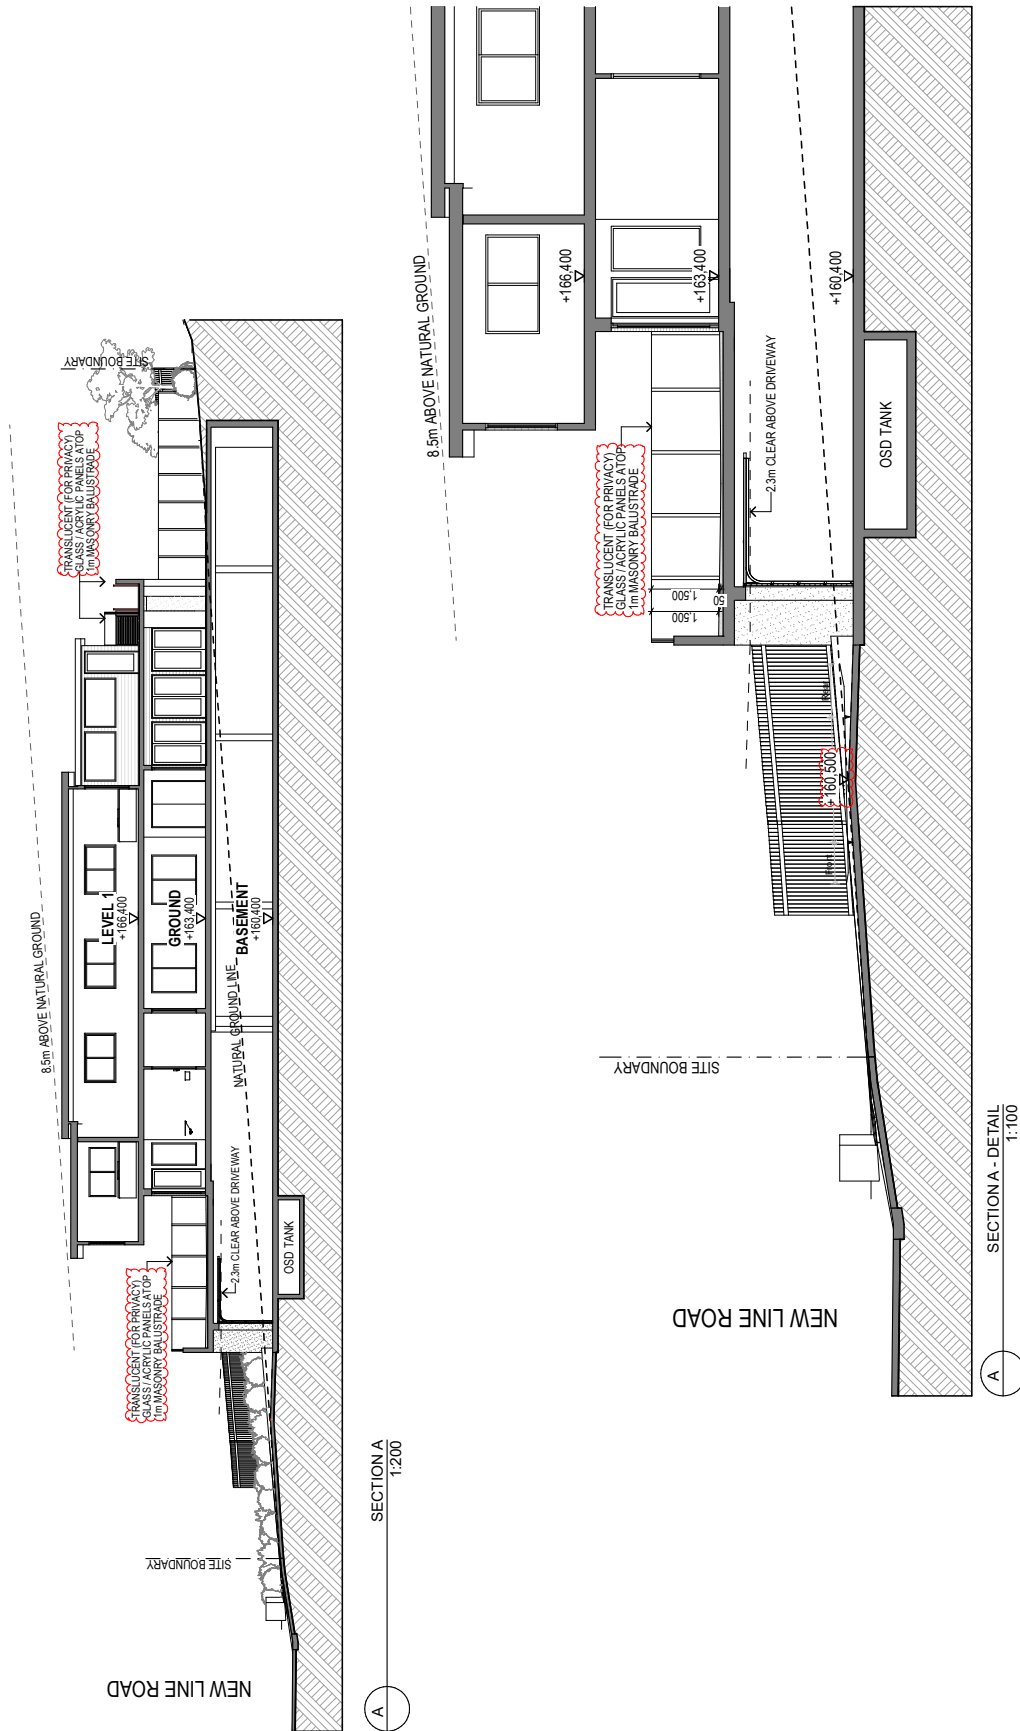 8.5m ABOVE NATURAL GROUND
TRANSLUCENT (FOR PRIVACY)
GLASS / ACRYLIC PANELS ATOP
1m MASONRY BALUSTRADE
SITE BOUNDARY
LEVEL 1
+166,400
GROUND
+163,400
BASEMENT
+160,400
NATURAL GROUND LINE
2.3m CLEAR ABOVE DRIVEWAY
TRANSLUCENT (FOR PRIVACY)
GLASS / ACRYLIC PANELS ATOP
1m MASONRY BALUSTRADE
OSD TANK
SITE BOUNDARY
NEW LINE ROAD
A
SECTION A
1:200
8.5m ABOVE NATURAL GROUND
+166,400
+163,400
+160,400
TRANSLUCENT (FOR PRIVACY)
GLASS / ACRYLIC PANELS ATOP
1m MASONRY BALUSTRADE
1,500
1,500
50
2.3m CLEAR ABOVE DRIVEWAY
OSD TANK
Rear
+160,500
Front
SITE BOUNDARY
NEW LINE ROAD
A
SECTION A - DETAIL
1:100